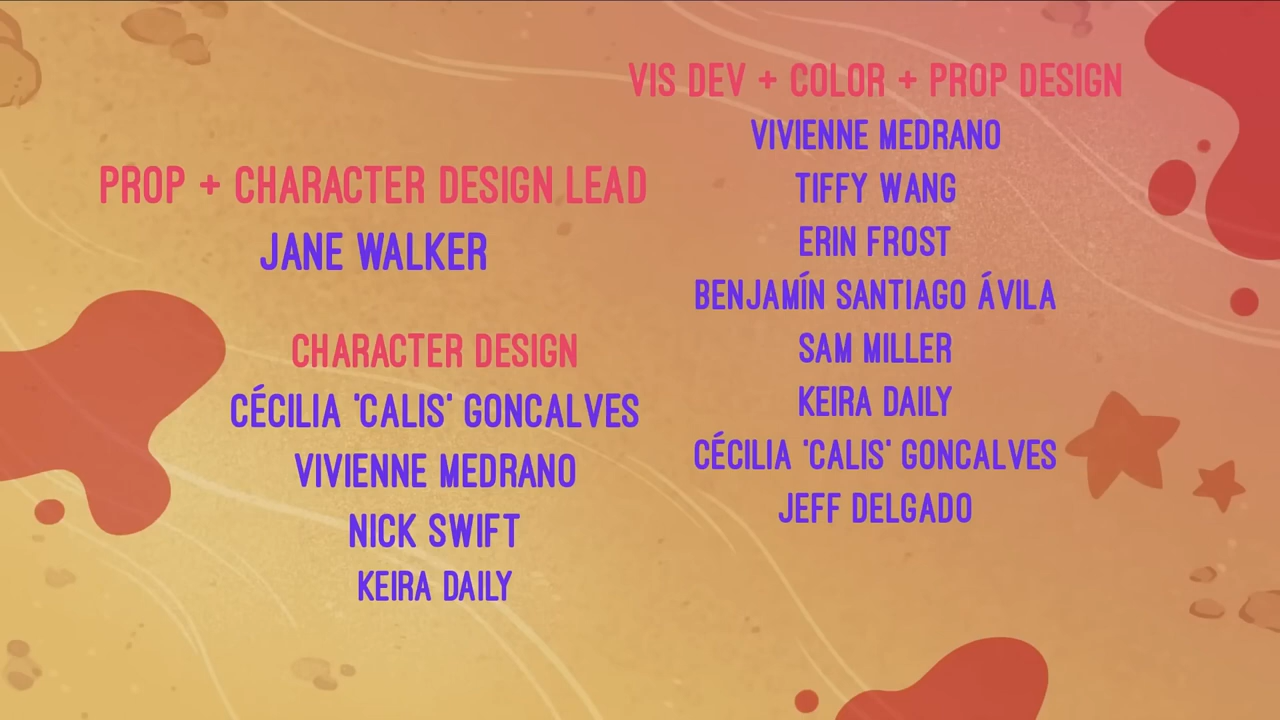 PROP + CHARACTER DESIGN LEAD
JANE WALKER
CHARACTER DESIGN
CÉCILIA 'CALIS' GONCALVES
VIVIENNE MEDRANO
NICK SWIFT
KEIRA DAILY
VIS DEV + COLOR + PROP DESIGN
VIVIENNE MEDRANO
TIFFY WANG
ERIN FROST
BENJAMÍN SANTIAGO ÁVILA
SAM MILLER
KEIRA DAILY
CÉCILIA 'CALIS' GONCALVES
JEFF DELGADO